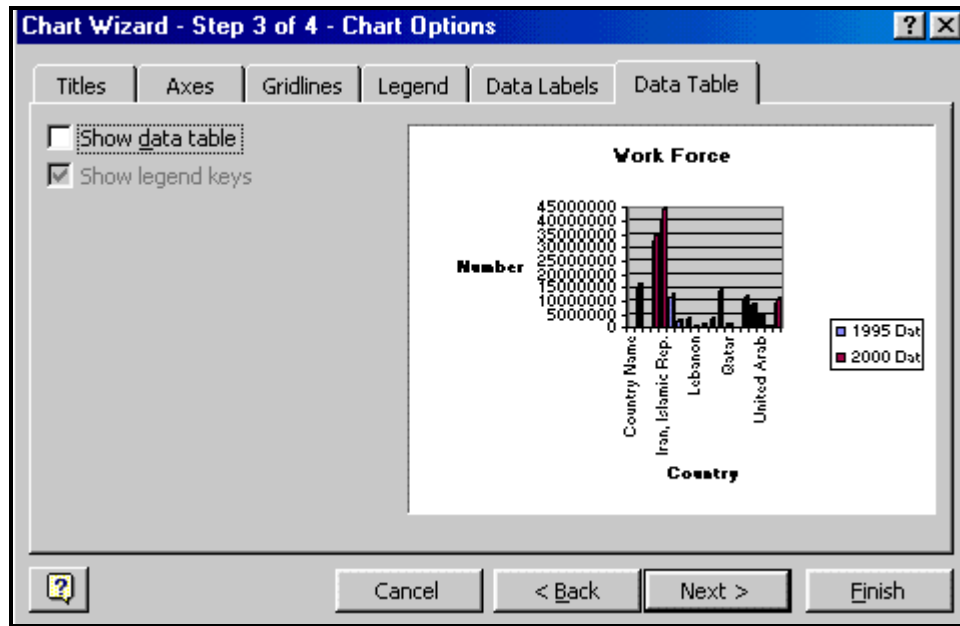 Chart Wizard - Step 3 of 4 - Chart Options
Titles Axes Gridlines Legend Data Labels Data Table
Show data table
Show legend keys
Work Force
45000000
40000000
35000000
30000000
25000000
20000000
15000000
10000000
5000000
0
Number
Country Name
Iran, Islamic Rep.
Lebanon
Qatar
United Arab
Country
1995 Dat
2000 Dat
Cancel < Back Next > Finish